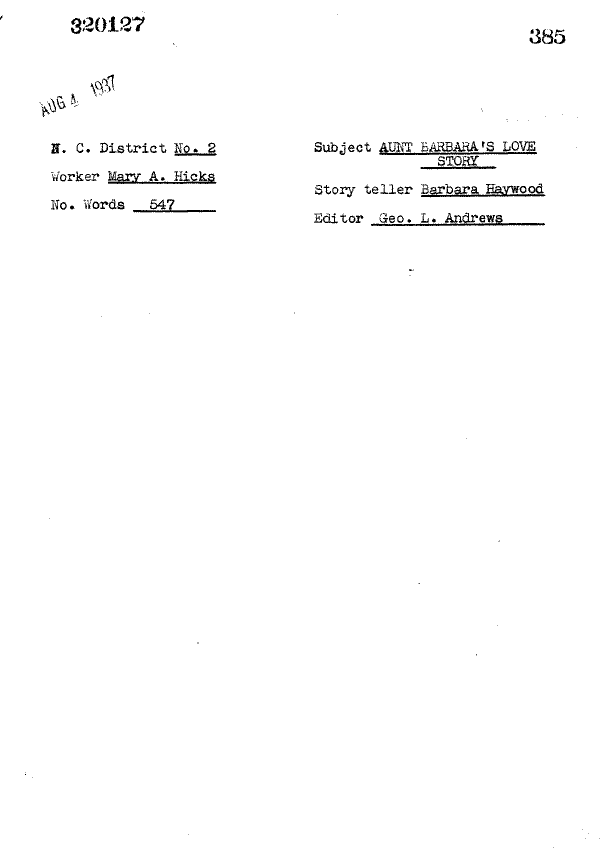 320127
385
AUG 4 1937
N. C. District No. 2
Worker Mary A. Hicks
No. Words 547
Subject AUNT BARBARA'S LOVE
STORY
Story teller Barbara Haywood
Editor Geo. L. Andrews